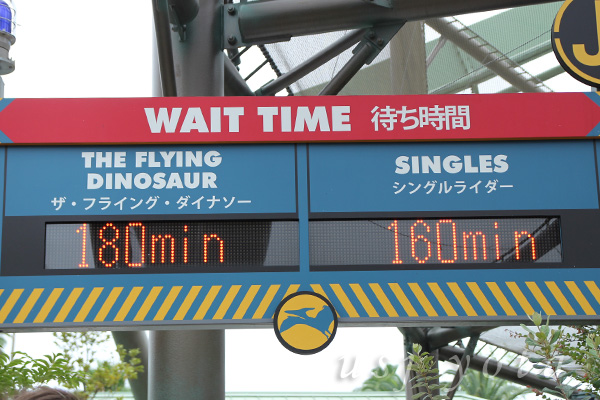 WAIT TIME 待ち時間
THE FLYING
DINOSAUR
ザ・フライング・ダイナソー
180min
SINGLES
シングルライダー
160min
J